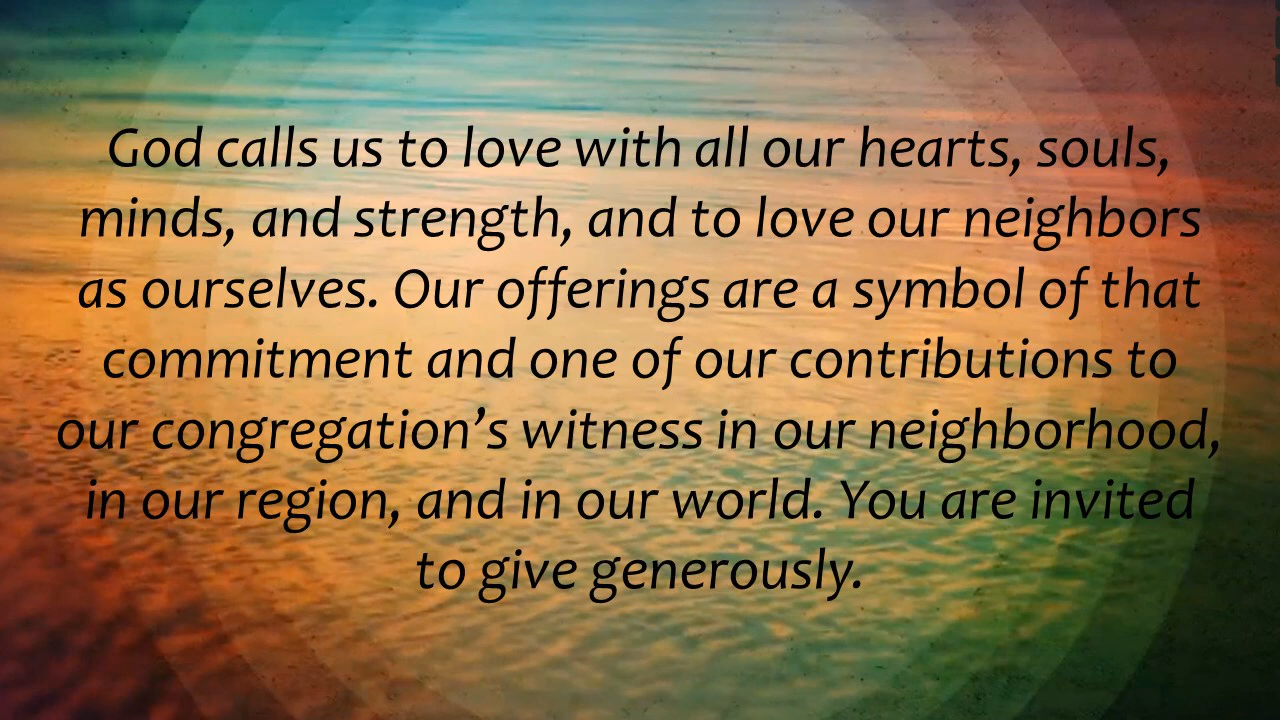 God calls us to love with all our hearts, souls,
minds, and strength, and to love our neighbors
as ourselves. Our offerings are a symbol of that
commitment and one of our contributions to
our congregation’s witness in our neighborhood,
in our region, and in our world. You are invited
to give generously.